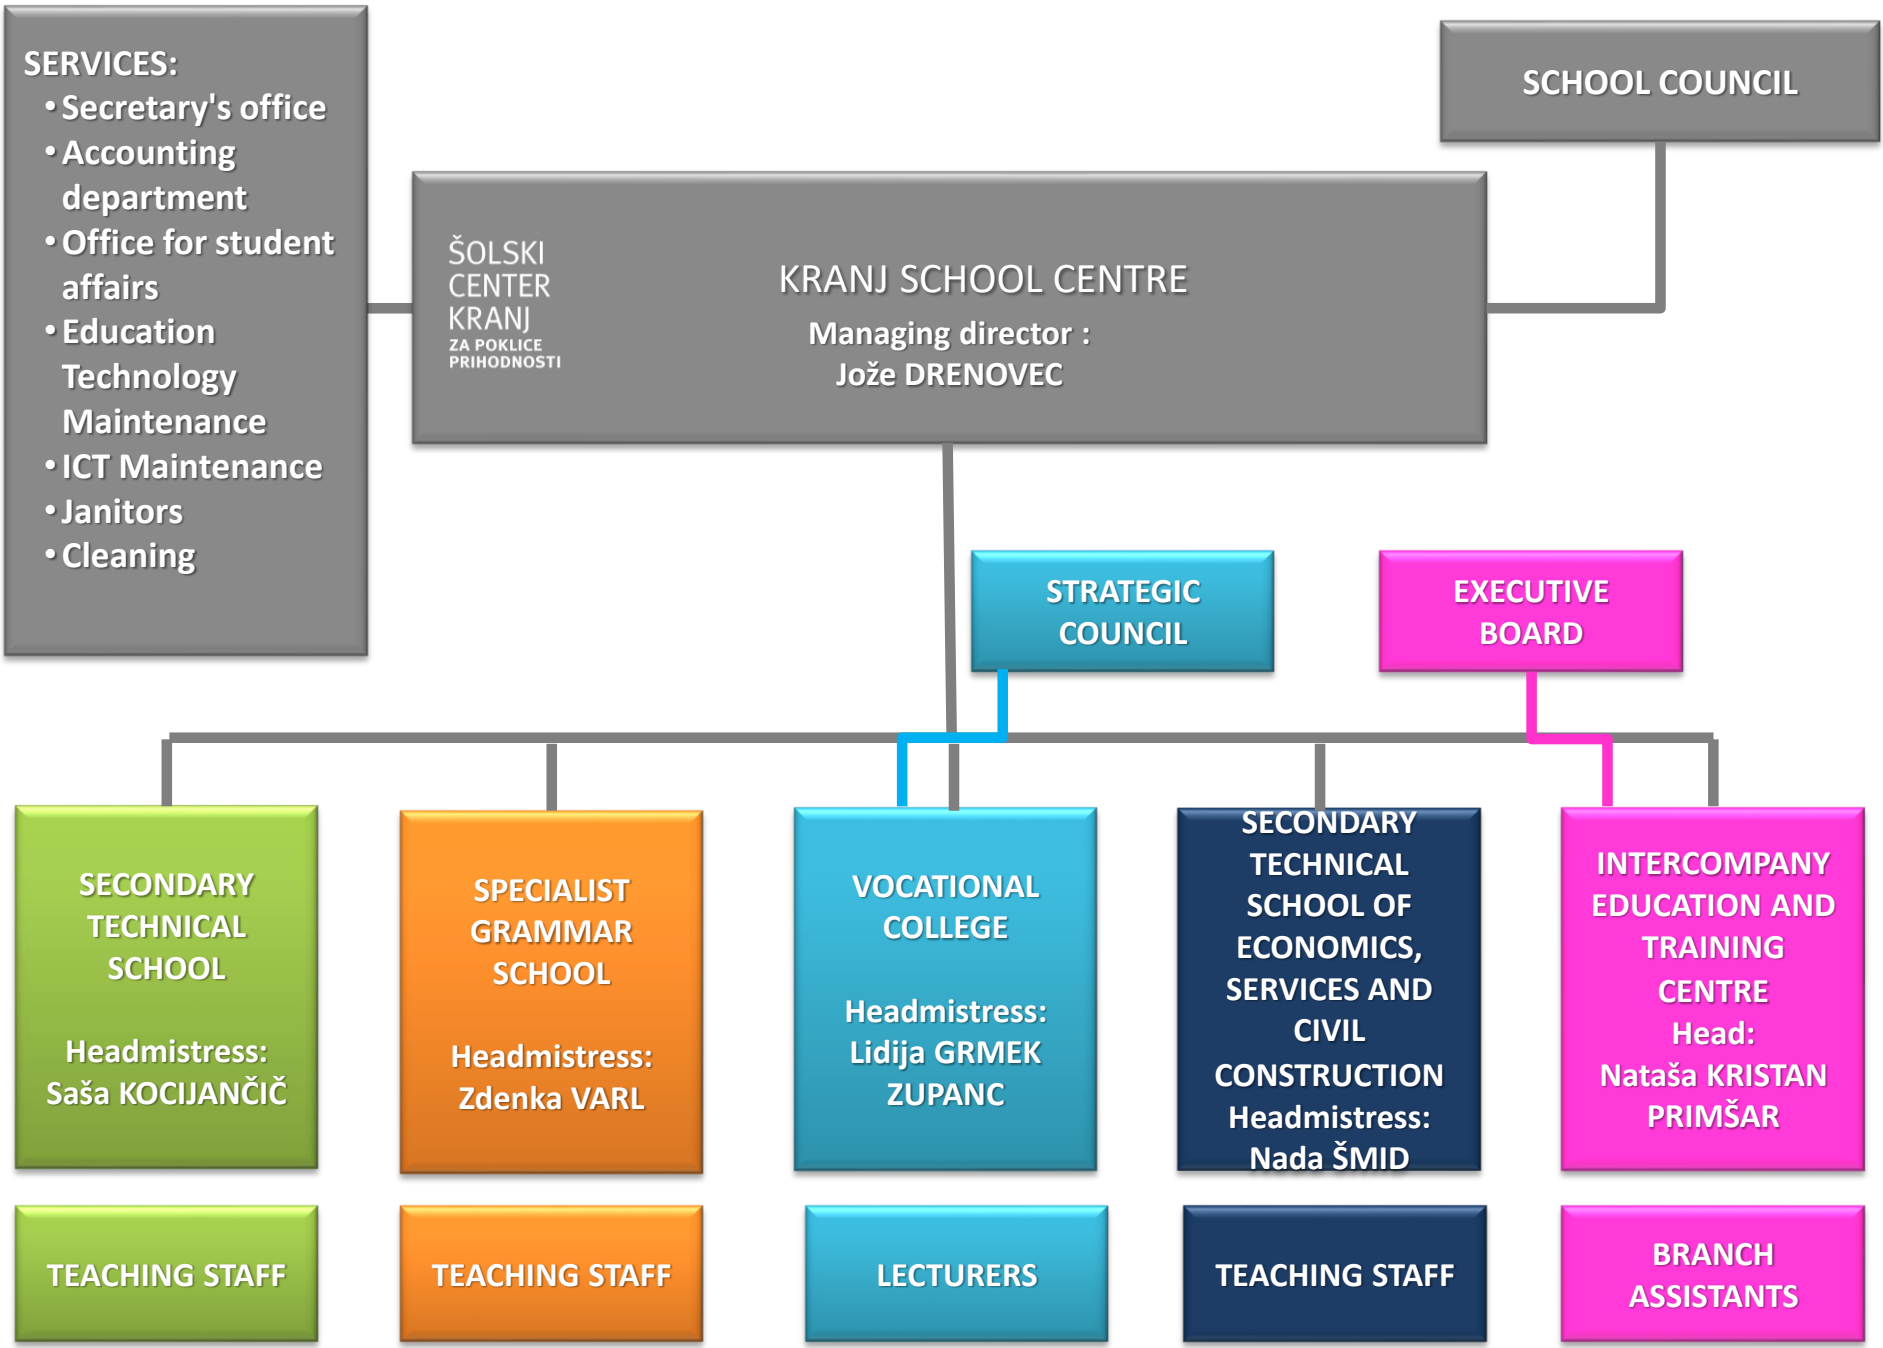 SERVICES:
• Secretary's office
• Accounting
department
• Office for student
affairs
• Education
Technology
Maintenance
• ICT Maintenance
• Janitors
• Cleaning
SCHOOL COUNCIL
ŠOLSKI
CENTER
KRANJ
ZA POKLICE
PRIHODNOSTI
KRANJ SCHOOL CENTRE
Managing director :
Jože DRENOVEC
STRATEGIC
COUNCIL
EXECUTIVE
BOARD
SECONDARY
TECHNICAL
SCHOOL
Headmistress:
Saša KOCIJANČIČ
SPECIALIST
GRAMMAR
SCHOOL
Headmistress:
Zdenka VARL
VOCATIONAL
COLLEGE
Headmistress:
Lidija GRMEK
ZUPANC
SECONDARY
TECHNICAL
SCHOOL OF
ECONOMICS,
SERVICES AND
CIVIL
CONSTRUCTION
Headmistress:
Nada ŠMID
INTERCOMPANY
EDUCATION AND
TRAINING
CENTRE
Head:
Nataša KRISTAN
PRIMŠAR
TEACHING STAFF
TEACHING STAFF
LECTURERS
TEACHING STAFF
BRANCH
ASSISTANTS